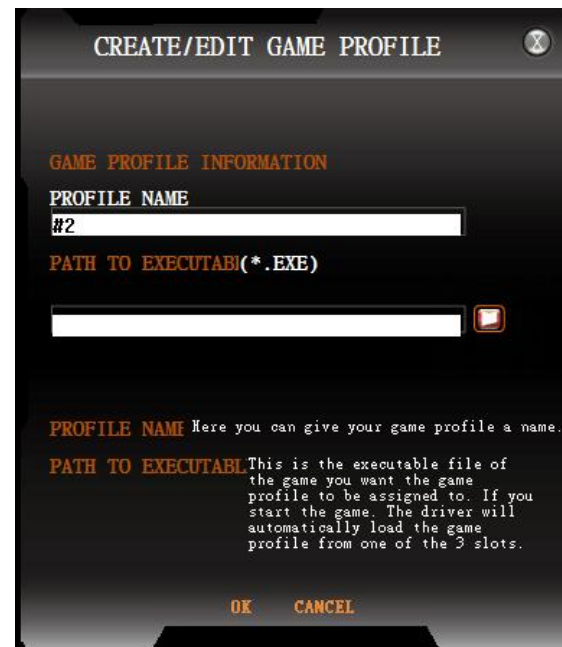 CREATE/EDIT GAME PROFILE
X
GAME PROFILE INFORMATION
PROFILE NAME
#2
PATH TO EXECUTABI(*.EXE)
PROFILE NAME Here you can give your game profile a name.
PATH TO EXECUTABL This is the executable file of
the game you want the game
profile to be assigned to. If you
start the game. The driver will
automatically load the game
profile from one of the 3 slots.
OK CANCEL